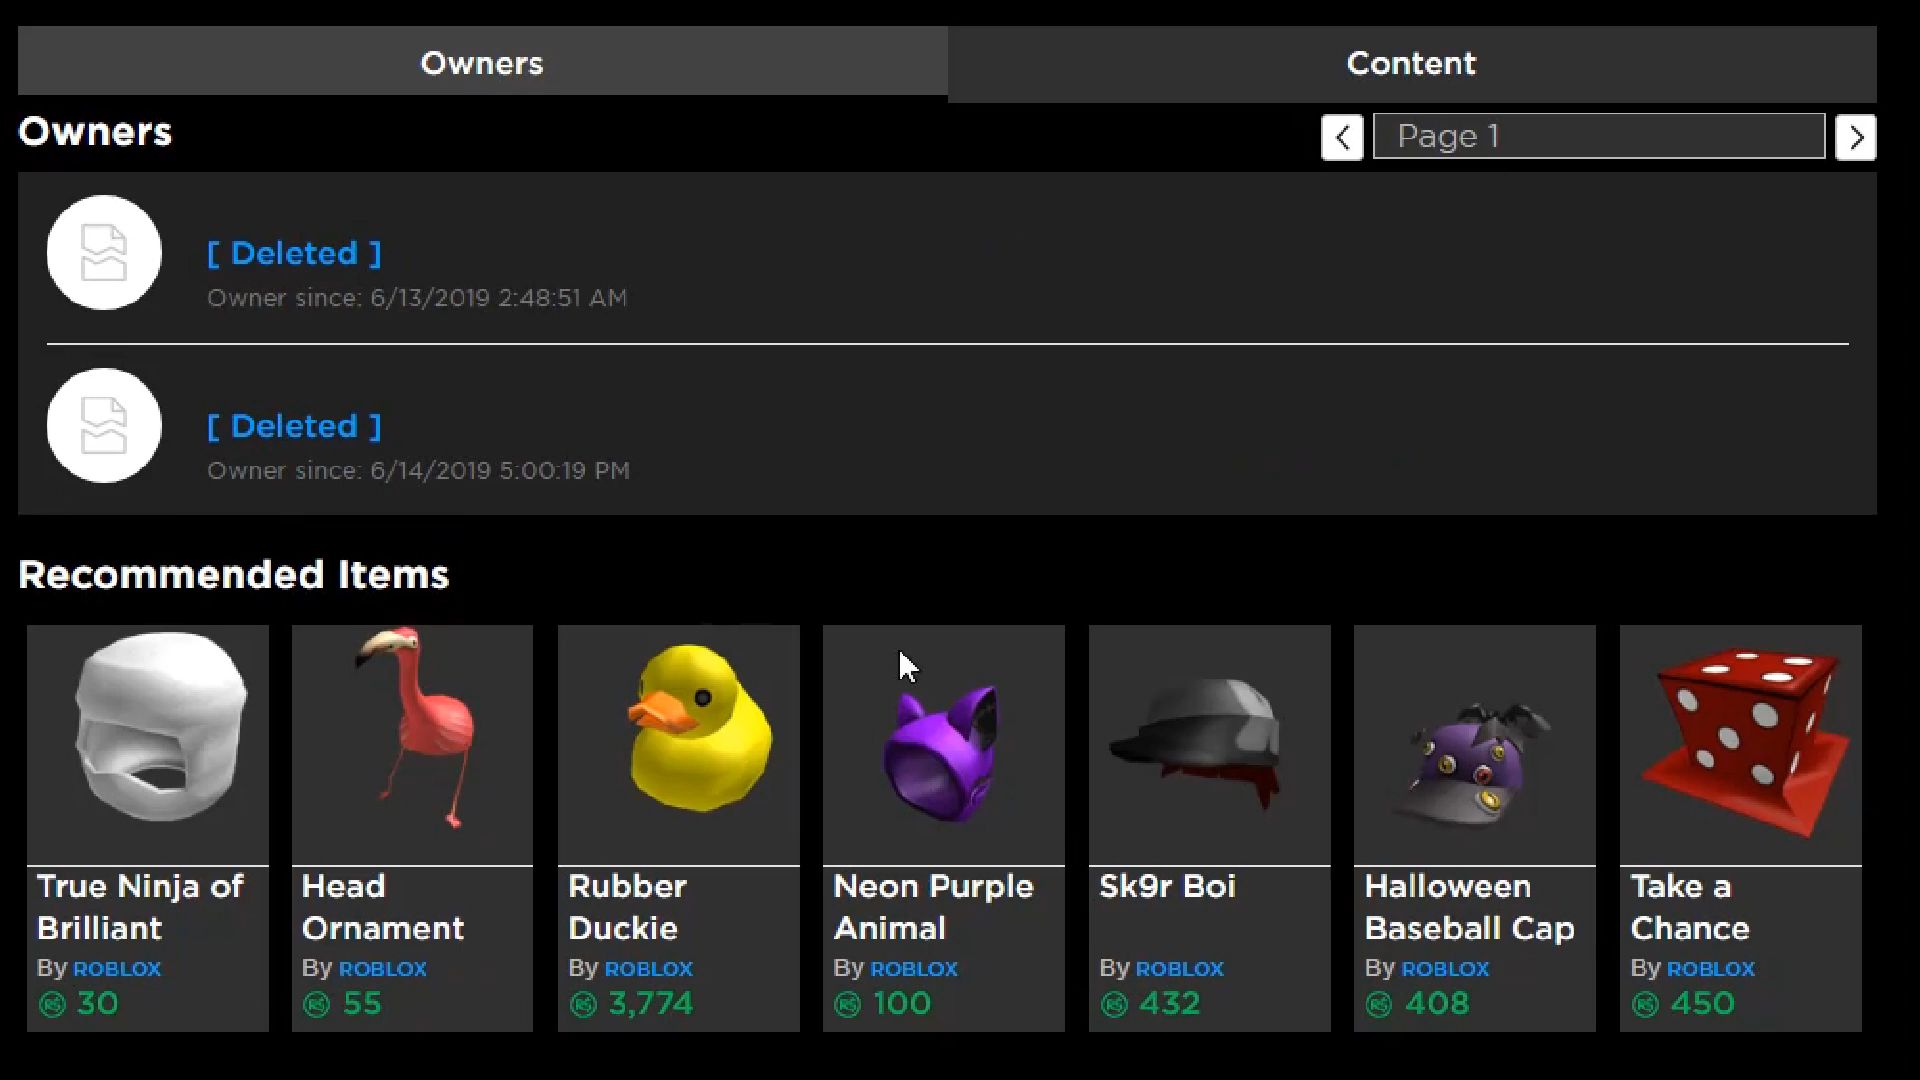 Owners
Content
Owners
Page 1
[ Deleted ]
Owner since: 6/13/2019 2:48:51 AM
[ Deleted ]
Owner since: 6/14/2019 5:00:19 PM
Recommended Items
True Ninja of
Brilliant
By ROBLOX
30
Head
Ornament
By ROBLOX
55
Rubber
Duckie
By ROBLOX
3,774
Neon Purple
Animal
By ROBLOX
100
Sk9r Boi
By ROBLOX
432
Halloween
Baseball Cap
By ROBLOX
408
Take a
Chance
By ROBLOX
450